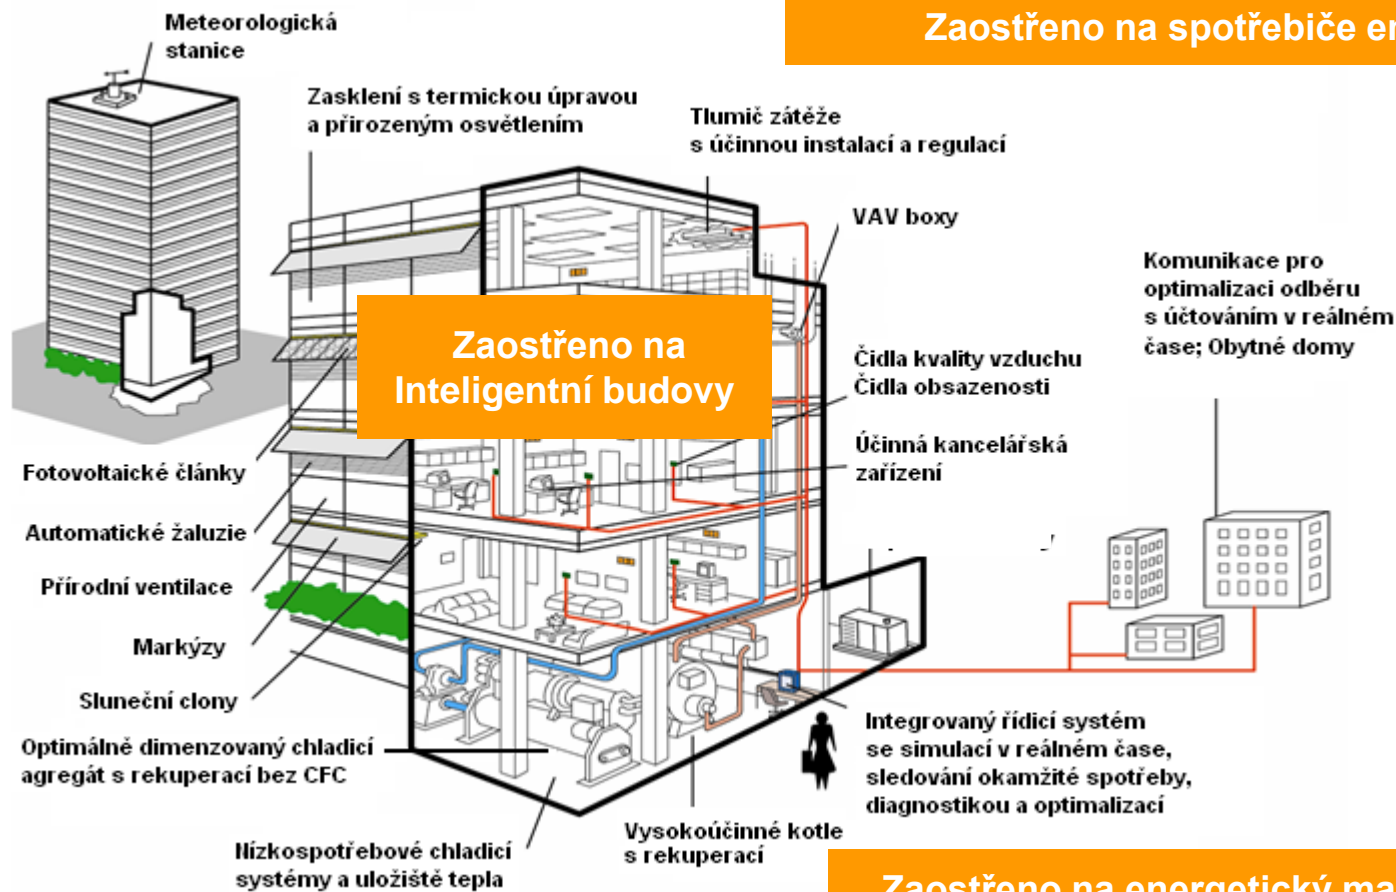 Meteorologická
stanice
Zaostřeno na spotřebiče
Zasklení s termickou úpravou
a přirozeným osvětlením
Tlumič zátěže
s účinnou instalací a regulací
VAV boxy
Komunikace pro
optimalizaci odběru
s účtováním v reálném
čase; Obytné domy
Zaostřeno na
Inteligentní budovy
Čidla kvality vzduchu
Čidla obsazenosti
Účinná kancelářská
zařízení
Fotovoltaické články
Automatické žaluzie
Přírodní ventilace
Markýzy
Sluneční clony
Optimálně dimenzovaný chladicí
agregát s rekuperací bez CFC
Integrovaný řídicí systém
se simulací v reálném čase,
sledování okamžité spotřeby,
diagnostikou a optimalizací
Vysokoúčinné kotle
s rekuperací
Nízkospotřebové chladicí
systémy a uložiště tepla
Zaostřeno na energetický